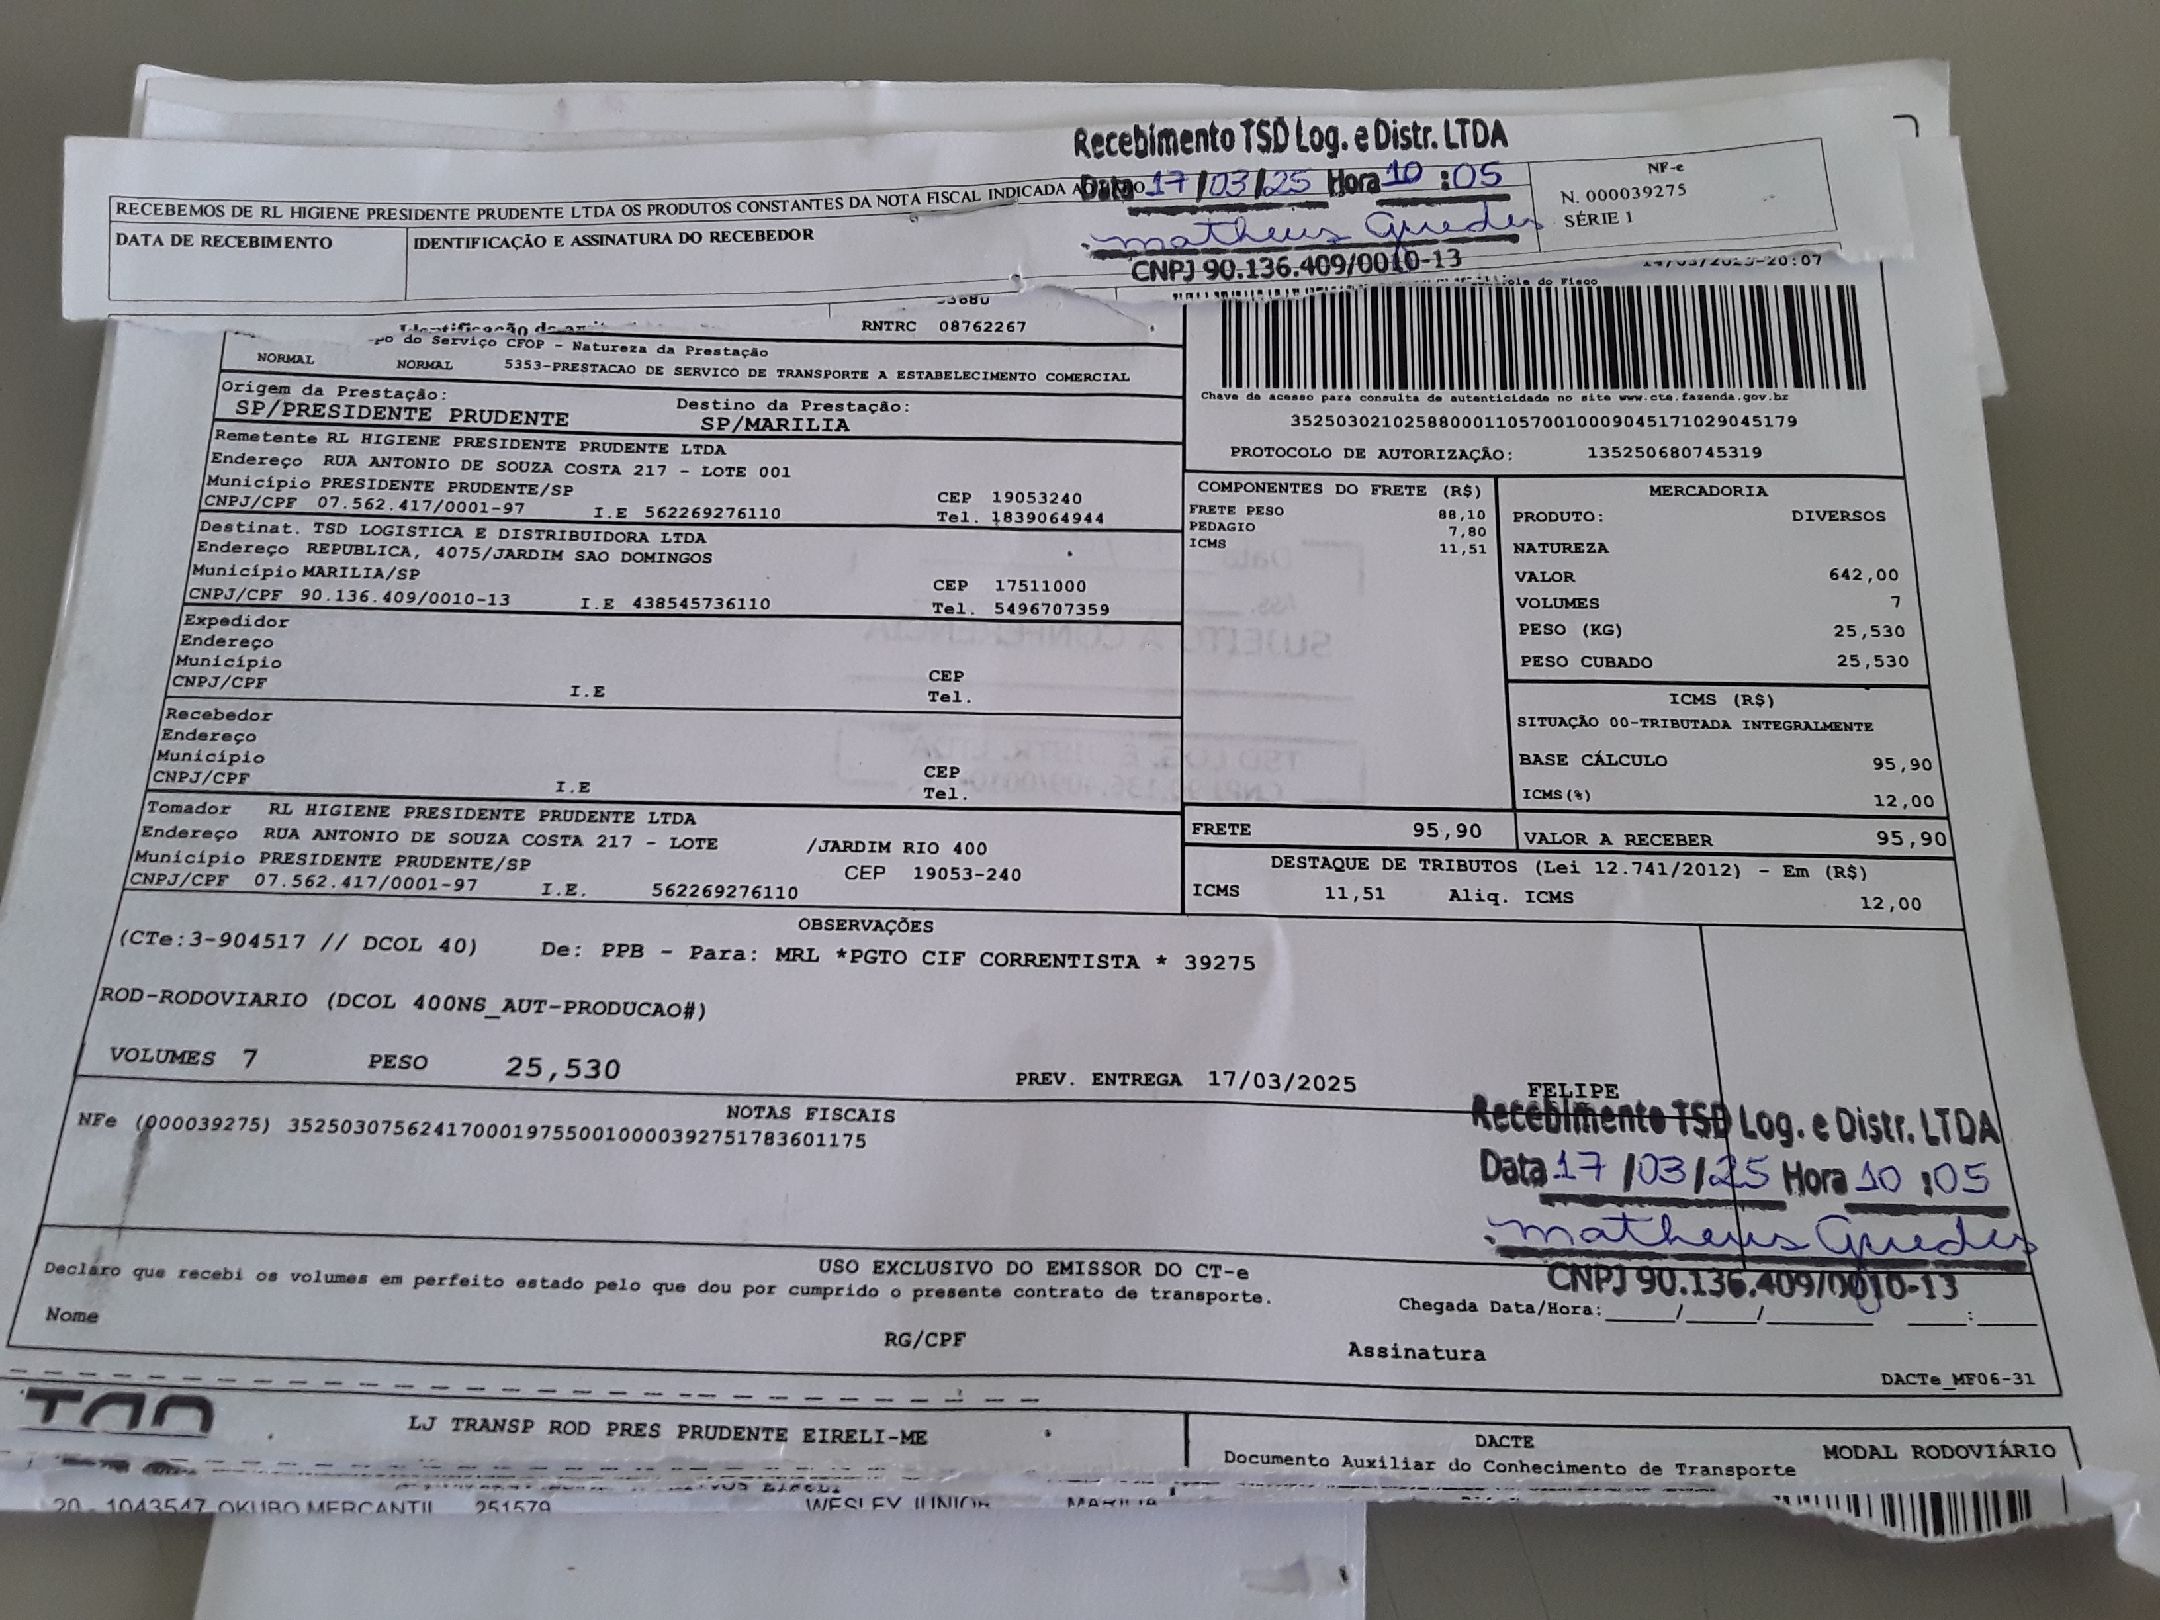 Recebimento TSD Log. e Distr. LTDA
Data 17/03/25 Hora 10:05
Matheus Guedes
CNPJ 90.136.409/0010-13
RECEBEMOS DE RL HIGIENE PRESIDENTE PRUDENTE LTDA OS PRODUTOS CONSTANTES DA NOTA FISCAL INDICADA
DATA DE RECEBIMENTO
IDENTIFICAÇÃO E ASSINATURA DO RECEBEDOR
NF-e
N. 000039275
SÉRIE 1
14/03/2025-20:07
RNTRC 08762267
do Serviço CFOP - Natureza da Prestação
NORMAL NORMAL 5353-PRESTACAO DE SERVICO DE TRANSPORTE A ESTABELECIMENTO COMERCIAL
Origem da Prestação: Destino da Prestação:
SP/PRESIDENTE PRUDENTE SP/MARILIA
Chave de acesso para consulta de autenticidade no site www.cte.fazenda.gov.br
35250302102588000110570010009045171029045179
PROTOCOLO DE AUTORIZAÇÃO: 135250680745319
Remetente RL HIGIENE PRESIDENTE PRUDENTE LTDA
Endereço RUA ANTONIO DE SOUZA COSTA 217 - LOTE 001
Município PRESIDENTE PRUDENTE/SP CEP 19053240
CNPJ/CPF 07.562.417/0001-97 I.E 562269276110 Tel. 1839064944
Destinat. TSD LOGISTICA E DISTRIBUIDORA LTDA
Endereço REPUBLICA, 4075/JARDIM SAO DOMINGOS
Município MARILIA/SP CEP 17511000
CNPJ/CPF 90.136.409/0010-13 I.E 438545736110 Tel. 5496707359
Expedidor
Endereço
Município CEP
CNPJ/CPF I.E Tel.
Recebedor
Endereço
Município CEP
CNPJ/CPF I.E Tel.
Tomador RL HIGIENE PRESIDENTE PRUDENTE LTDA
Endereço RUA ANTONIO DE SOUZA COSTA 217 - LOTE /JARDIM RIO 400
Município PRESIDENTE PRUDENTE/SP CEP 19053-240
CNPJ/CPF 07.562.417/0001-97 I.E. 562269276110
COMPONENTES DO FRETE (R$)
FRETE PESO 88,10
PEDAGIO 7,80
ICMS 11,51
MERCADORIA
PRODUTO: DIVERSOS
NATUREZA
VALOR 642,00
VOLUMES 7
PESO (KG) 25,530
PESO CUBADO 25,530
ICMS (R$)
SITUAÇÃO 00-TRIBUTADA INTEGRALMENTE
BASE CÁLCULO 95,90
ICMS(%) 12,00
FRETE 95,90
VALOR A RECEBER 95,90
DESTAQUE DE TRIBUTOS (Lei 12.741/2012) - Em (R$)
ICMS 11,51 Aliq. ICMS 12,00
OBSERVAÇÕES
(CTe:3-904517 // DCOL 40) De: PPB - Para: MRL *PGTO CIF CORRENTISTA * 39275
ROD-RODOVIARIO (DCOL 400NS_AUT-PRODUCAO#)
VOLUMES 7 PESO 25,530 PREV. ENTREGA 17/03/2025 FELIPE
NOTAS FISCAIS
NFe (000039275) 35250307562417000197550010000392751783601175
Recebimento TSD Log. e Distr. LTDA
Data 17/03/25 Hora 10:05
Matheus Guedes
CNPJ 90.136.409/0010-13
USO EXCLUSIVO DO EMISSOR DO CT-e
Declaro que recebi os volumes em perfeito estado pelo que dou por cumprido o presente contrato de transporte.
Chegada Data/Hora:____/____/______ ___:___
Nome RG/CPF Assinatura
DACTe_MF06-31
LJ TRANSP ROD PRES PRUDENTE EIRELI-ME
DACTE
Documento Auxiliar do Conhecimento de Transporte
MODAL RODOVIÁRIO
20 - 1043547 OKUBO MERCANTIL 251579 WESLEY JUNIOR MARILIA